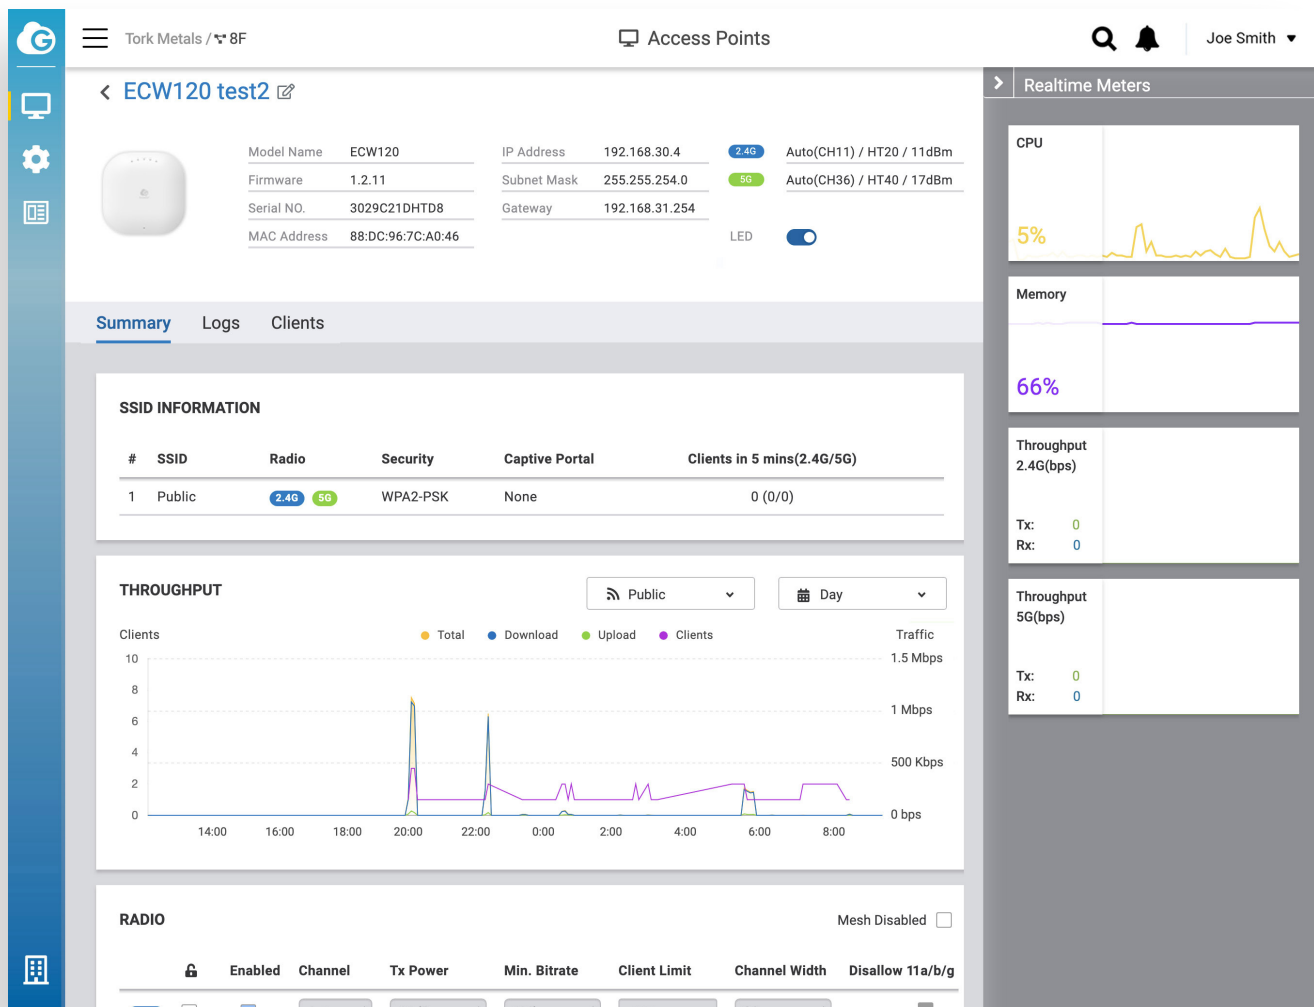 Tork Metals / 8F
Access Points
Joe Smith
ECW120 test2
Model Name ECW120
Firmware 1.2.11
Serial NO. 3029C21DHTD8
MAC Address 88:DC:96:7C:A0:46
IP Address 192.168.30.4
Subnet Mask 255.255.254.0
Gateway 192.168.31.254
2.4G Auto(CH11) / HT20 / 11dBm
5G Auto(CH36) / HT40 / 17dBm
LED
Summary Logs Clients
SSID INFORMATION
# SSID Radio Security Captive Portal Clients in 5 mins(2.4G/5G)
1 Public 2.4G 5G WPA2-PSK None 0 (0/0)
THROUGHPUT
Public
Day
Clients
Total Download Upload Clients
Traffic
10
8
6
4
2
0
1.5 Mbps
1 Mbps
500 Kbps
0 bps
14:00 16:00 18:00 20:00 22:00 0:00 2:00 4:00 6:00 8:00
RADIO
Mesh Disabled
Enabled Channel Tx Power Min. Bitrate Client Limit Channel Width Disallow 11a/b/g
Realtime Meters
CPU
5%
Memory
66%
Throughput
2.4G(bps)
Tx: 0
Rx: 0
Throughput
5G(bps)
Tx: 0
Rx: 0